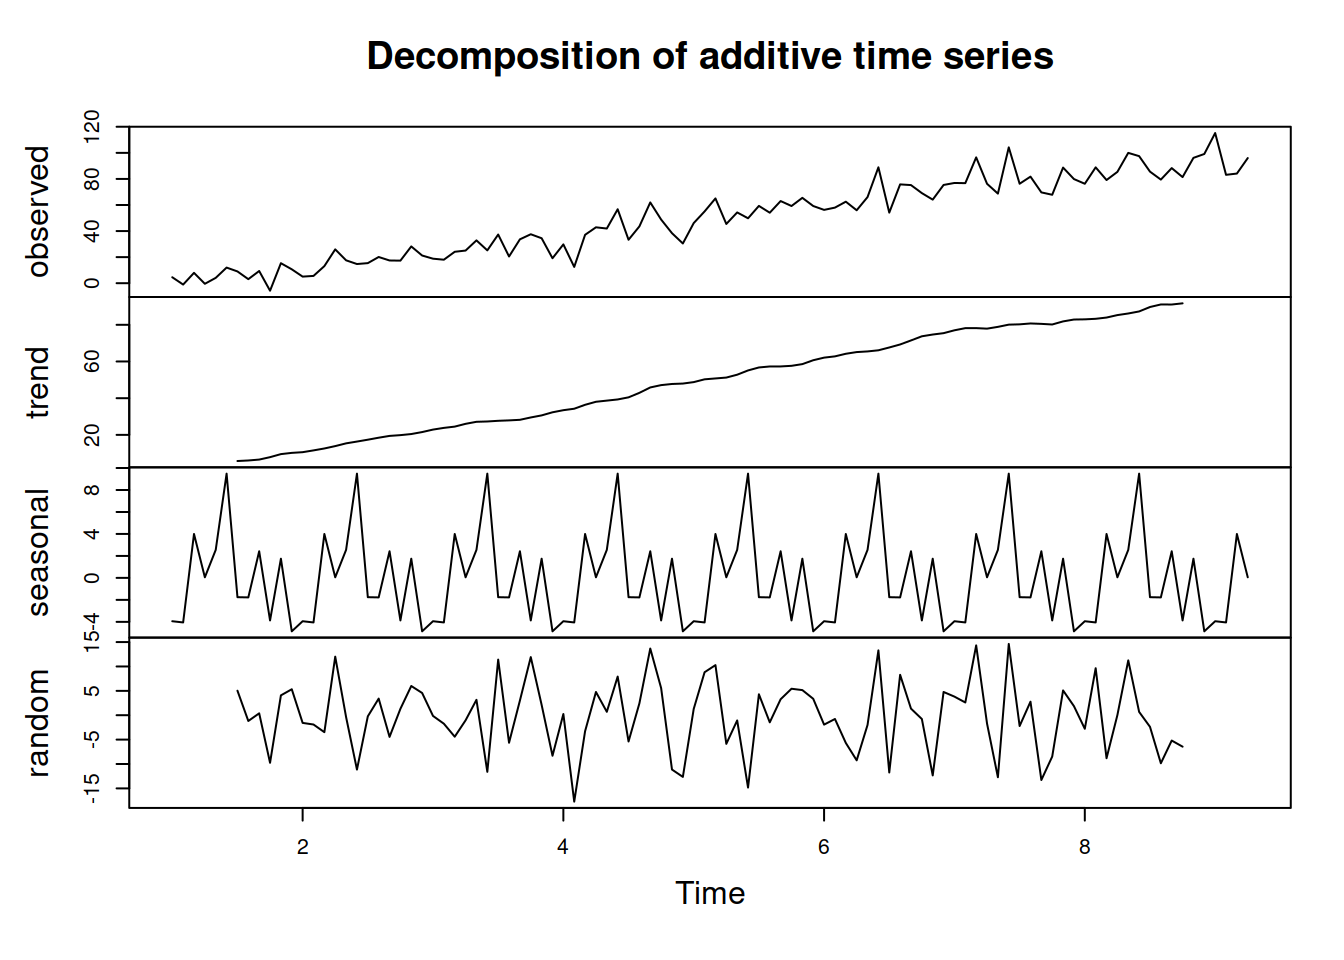 Decomposition of additive time series
observed
0 40 80 120
trend
20 60
seasonal
-4 0 4 8
random
-15 -5 5 15
2 4 6 8
Time